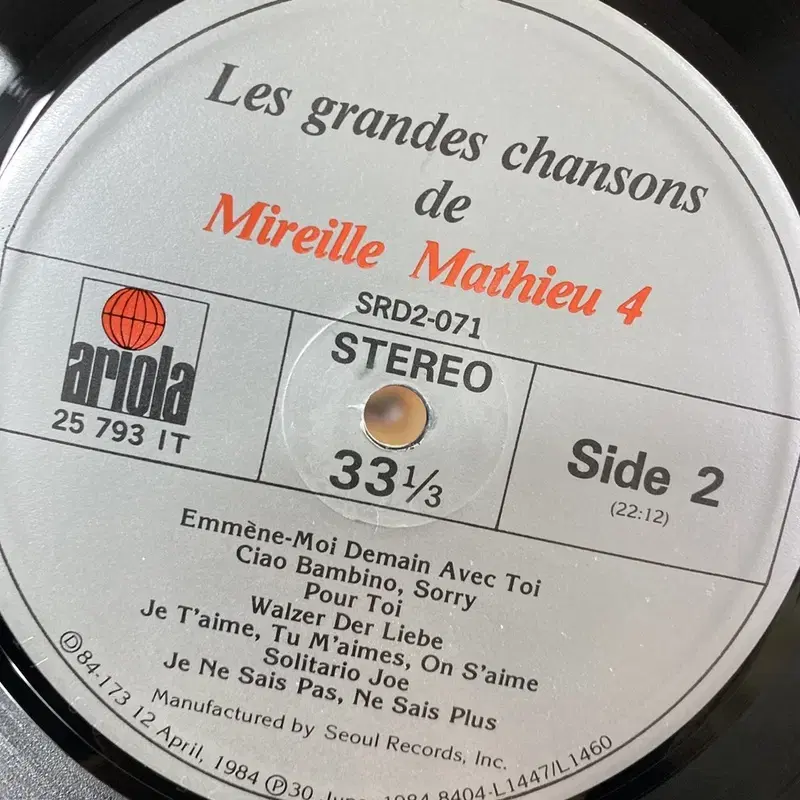 Les grandes chansons
de
Mireille Mathieu 4
SRD2-071
ariola
25 793 IT
STEREO
33 1/3
Side 2
(22:12)
Emmène-Moi Demain Avec Toi
Ciao Bambino, Sorry
Pour Toi
Walzer Der Liebe
Je T'aime, Tu M'aimes, On S'aime
Solitario Joe
Je Ne Sais Pas, Ne Sais Plus
Manufactured by Seoul Records, Inc.
Ⓓ84-173 12 April, 1984 Ⓟ30 1984 8404-L1447/L1460